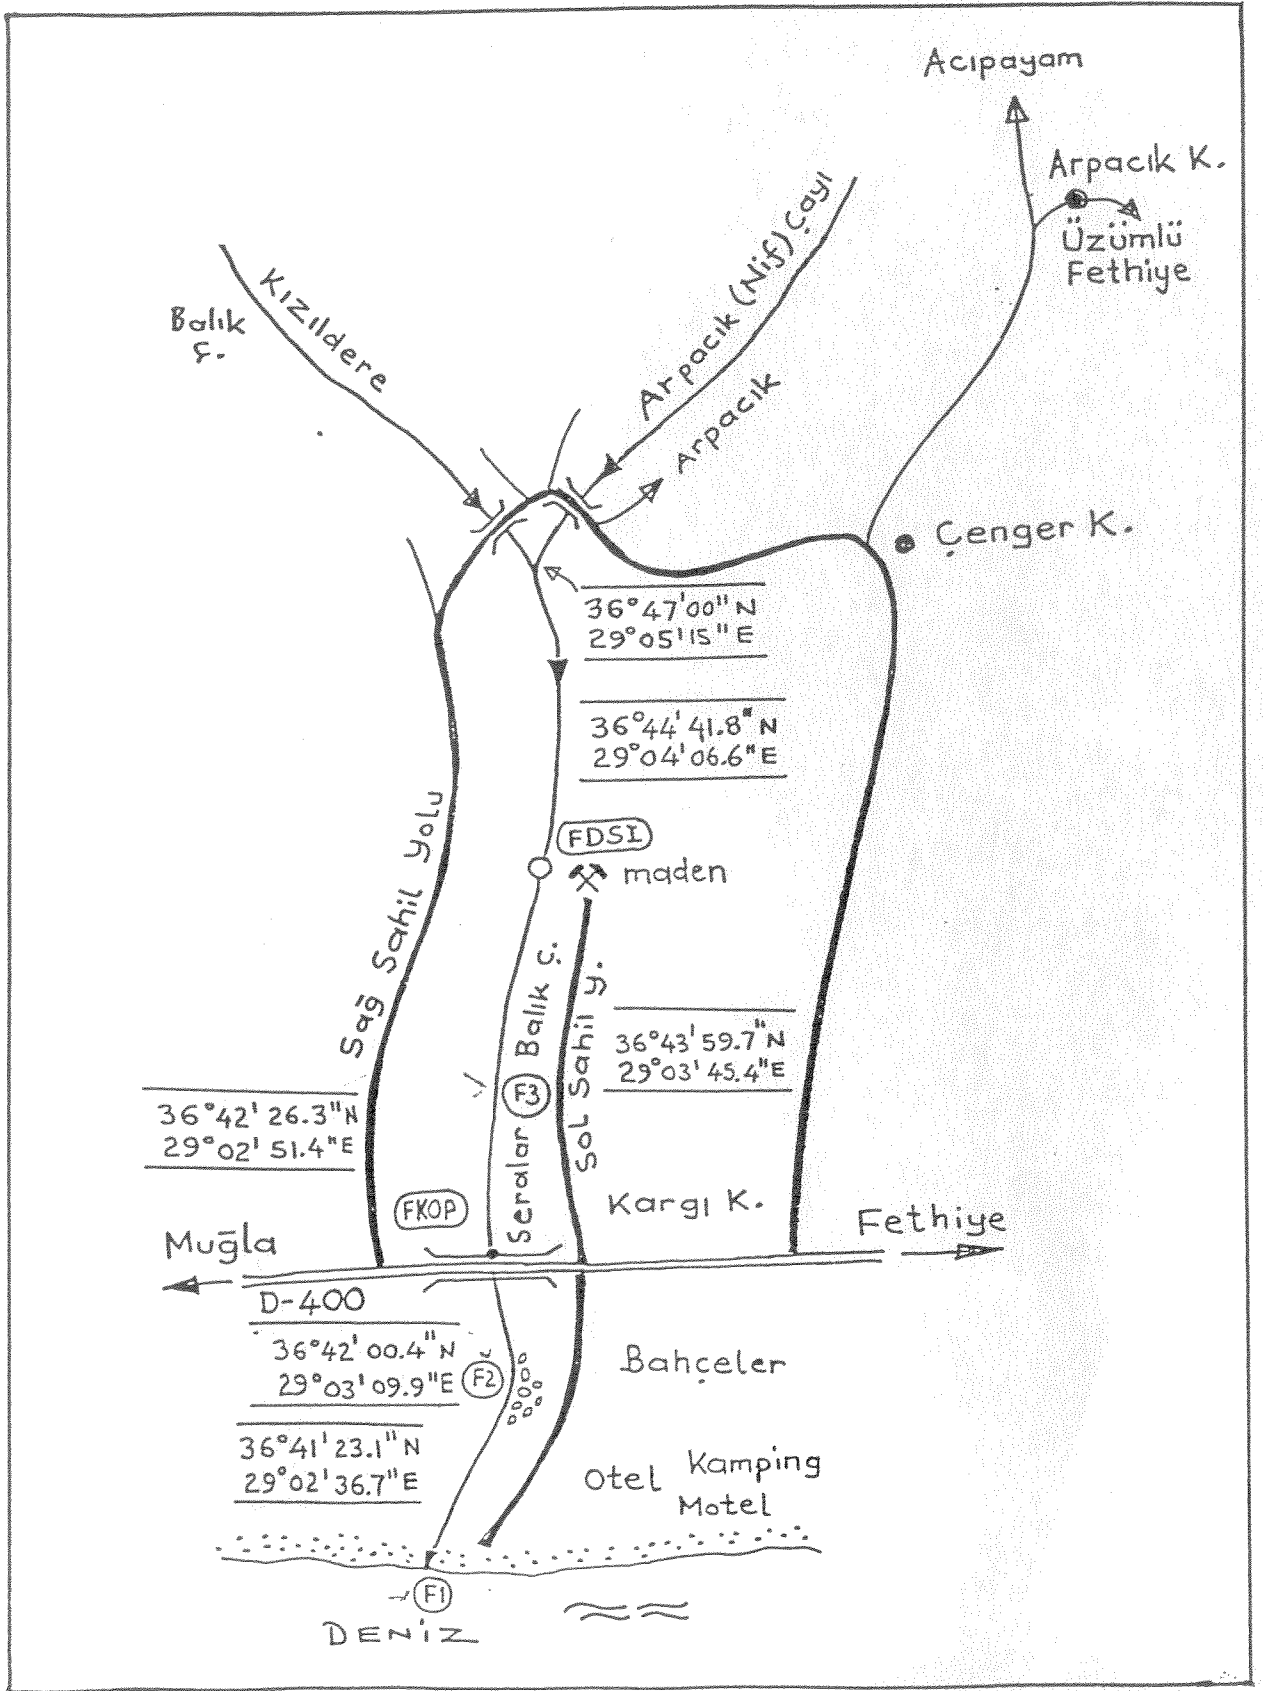 Acıpayam
Arpacık K.
Üzümlü
Fethiye
Arpacık (Nif) Çayı
Kızıldere
Balık
Ç.
Arpacık
Çenger K.
36°47'00"N
29°05'15"E
36°44'41.8"N
29°04'06.6"E
FDSI
maden
Sağ Sahil Yolu
Balık Ç.
Sol Sahil Y.
36°43'59.7"N
29°03'45.4"E
F3
36°42'26.3"N
29°02'51.4"E
Seralar
FKOP
Kargı K.
Muğla
Fethiye
D-400
36°42'00.4"N
29°03'09.9"E
F2
Bahçeler
36°41'23.1"N
29°02'36.7"E
Otel Kamping
Motel
F1
DENİZ